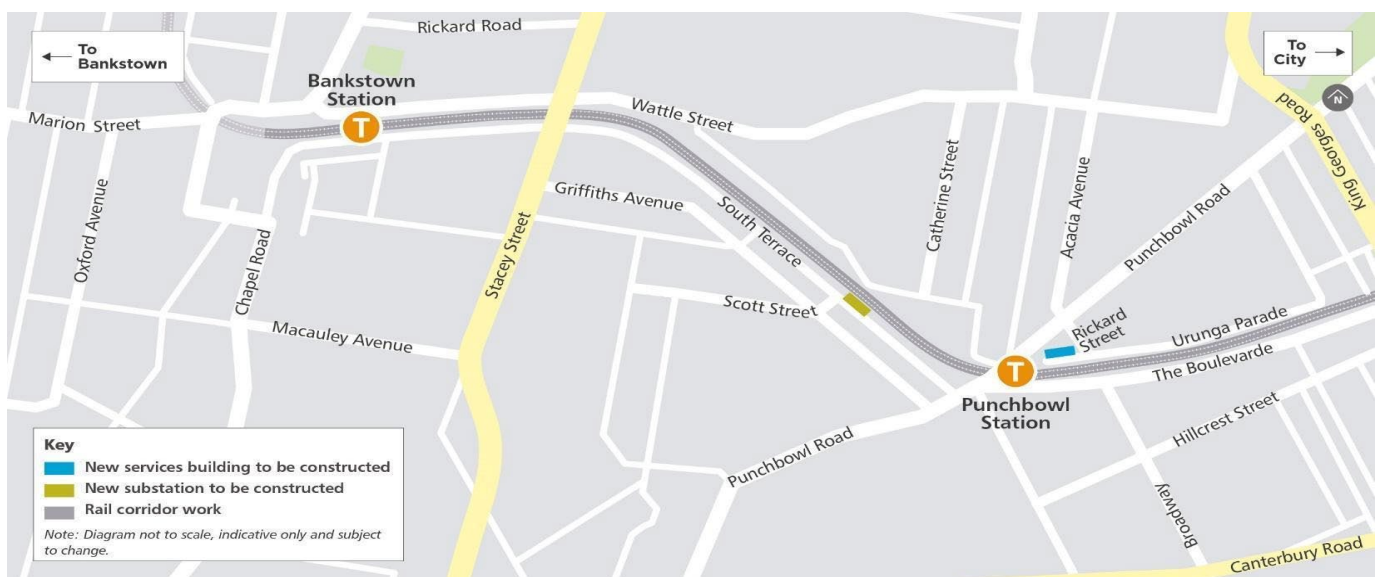 Rickard Road
To
Bankstown
To
City
N
Bankstown
Station
T
Marion Street
Wattle Street
King Georges Road
Oxford Avenue
Chapel Road
Stacey Street
Griffiths Avenue
South Terrace
Catherine Street
Acacia Avenue
Punchbowl Road
Scott Street
Macauley Avenue
Rickard
Street
Urunga Parade
The Boulevarde
T
Punchbowl
Station
Hillcrest Street
Punchbowl Road
Broadway
Canterbury Road
Key
New services building to be constructed
New substation to be constructed
Rail corridor work
Note: Diagram not to scale, indicative only and subject
to change.